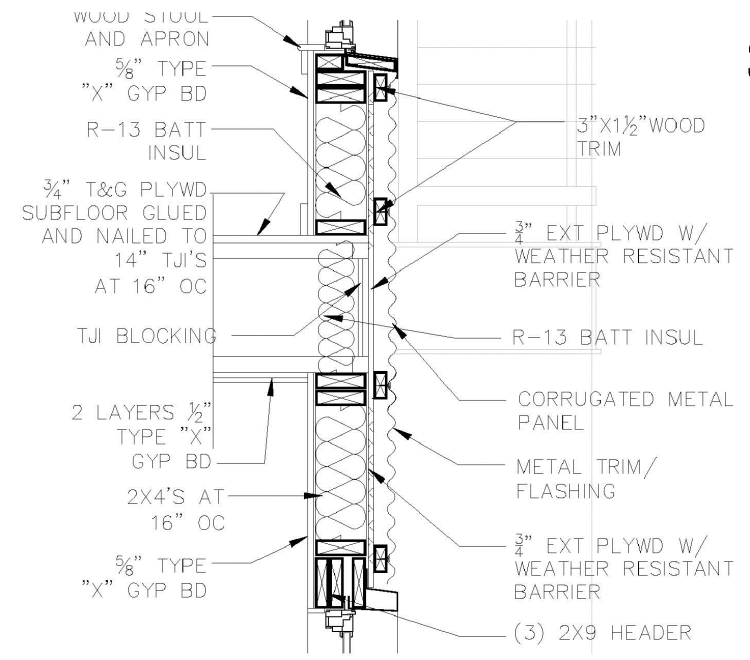 WOOD STOOL
AND APRON
⅝" TYPE
"X" GYP BD
R-13 BATT
INSUL
¾" T&G PLYWD
SUBFLOOR GLUED
AND NAILED TO
14" TJI'S
AT 16" OC
TJI BLOCKING
2 LAYERS ½"
TYPE "X"
GYP BD
2X4'S AT
16" OC
⅝" TYPE
"X" GYP BD
3"X1½"WOOD
TRIM
¾" EXT PLYWD W/
WEATHER RESISTANT
BARRIER
R-13 BATT INSUL
CORRUGATED METAL
PANEL
METAL TRIM/
FLASHING
¾" EXT PLYWD W/
WEATHER RESISTANT
BARRIER
(3) 2X9 HEADER